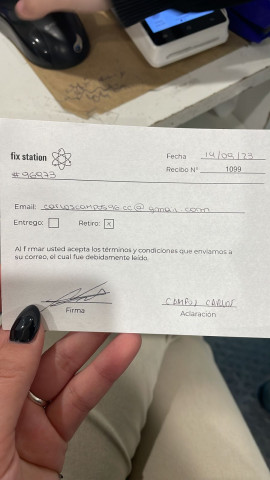 fix station
Fecha 14/09/23
#96973
Recibo N° 1099
Email: carloscampos96.cc@gmail.com
Entrego: Retiro: x
Al firmar usted acepta los términos y condiciones que enviamos a
su correo, el cual fue debidamente leído.
CAMPOS CARLOS
Firma
Aclaración